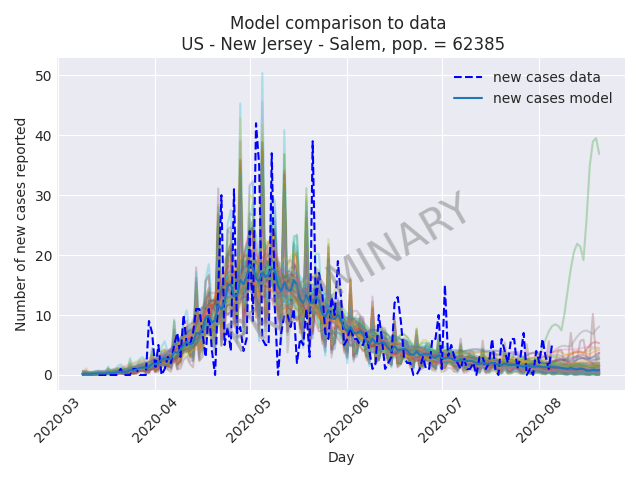 Model comparison to data
US - New Jersey - Salem, pop. = 62385
50
40
30
20
10
0
Number of new cases reported
new cases data
new cases model
MINARY
2020-03
2020-04
2020-05
2020-06
2020-07
2020-08
Day